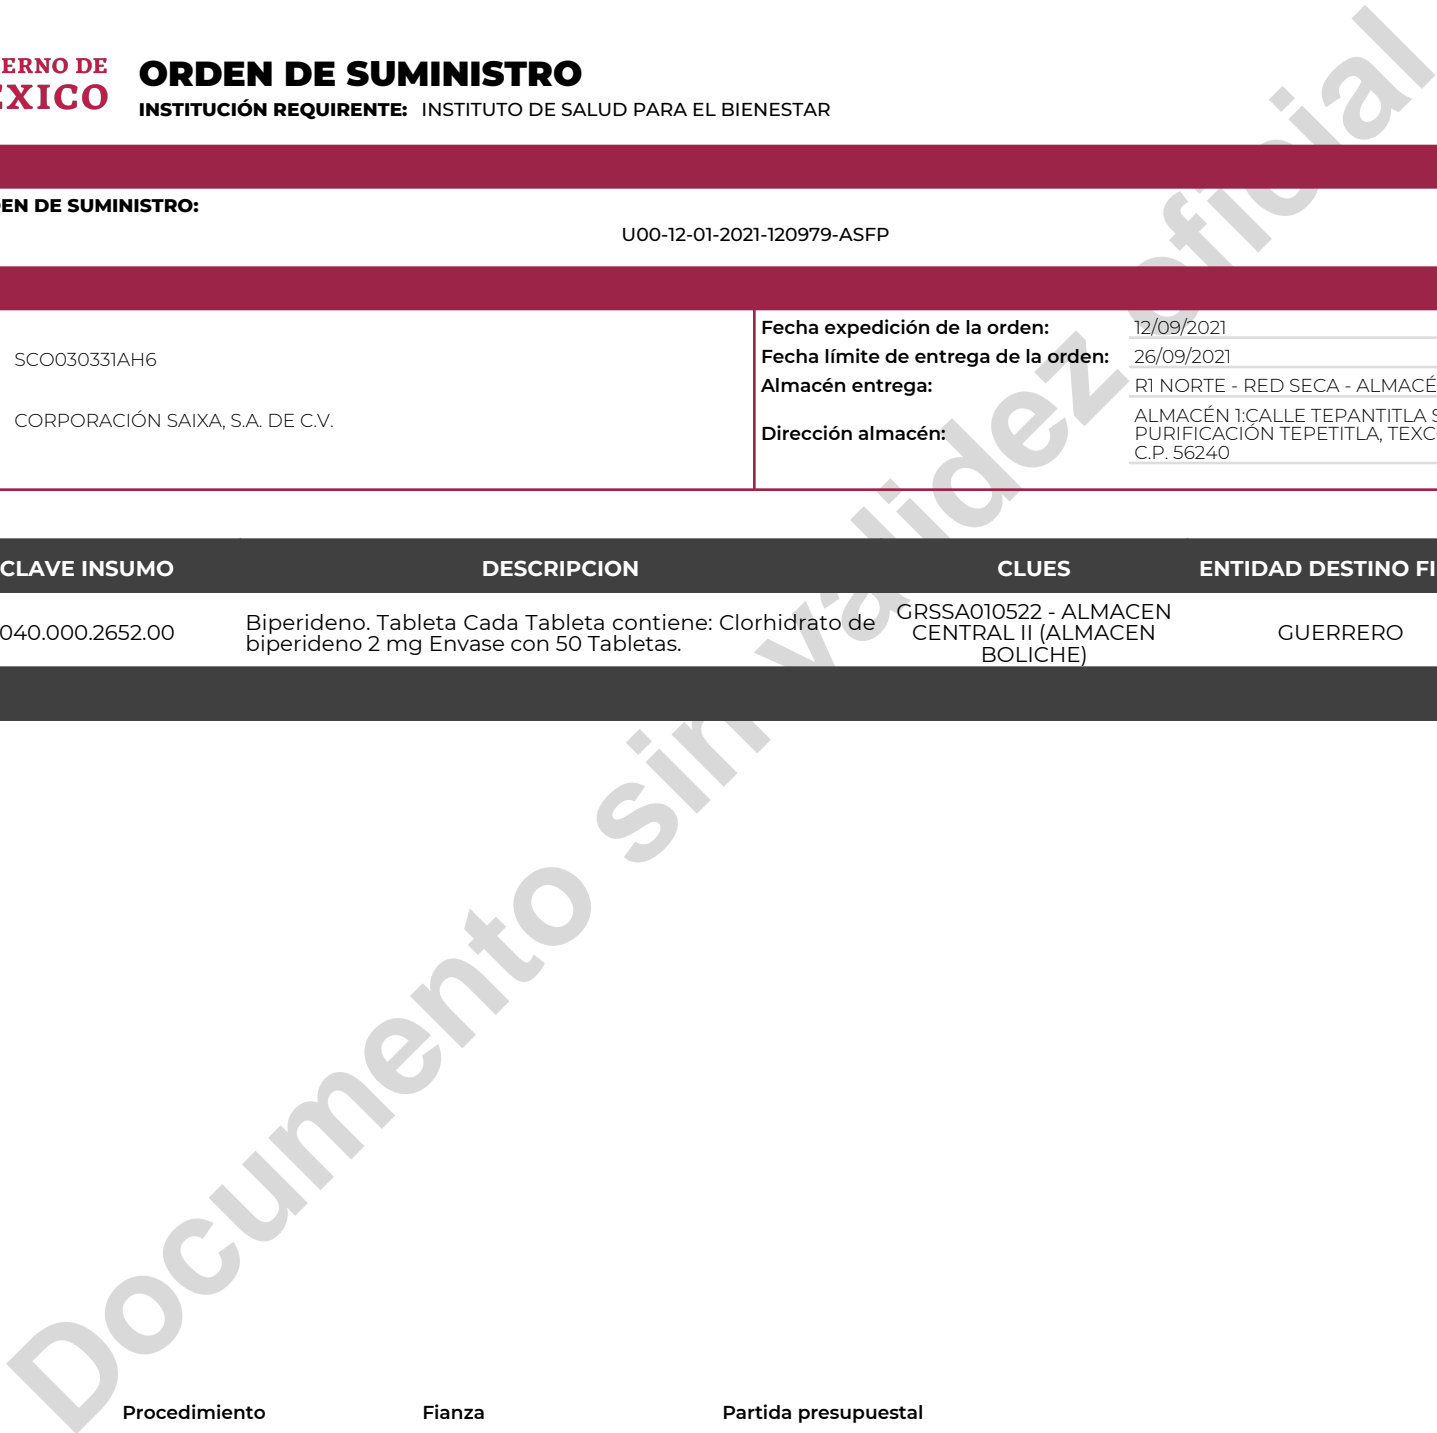 ERNO DE
EXICO
ORDEN DE SUMINISTRO
INSTITUCIÓN REQUIRENTE: INSTITUTO DE SALUD PARA EL BIENESTAR
EN DE SUMINISTRO:
U00-12-01-2021-120979-ASFP
SCO030331AH6
CORPORACIÓN SAIXA, S.A. DE C.V.
Fecha expedición de la orden: 12/09/2021
Fecha límite de entrega de la orden: 26/09/2021
Almacén entrega: R1 NORTE - RED SECA - ALMACÉ
Dirección almacén:
ALMACÉN 1:CALLE TEPANTITLA S
PURIFICACIÓN TEPETITLA, TEXC
C.P. 56240
CLAVE INSUMO DESCRIPCION CLUES ENTIDAD DESTINO FI
040.000.2652.00
Biperideno. Tableta Cada Tableta contiene: Clorhidrato de
biperideno 2 mg Envase con 50 Tabletas.
GRSSA010522 - ALMACEN
CENTRAL II (ALMACEN
BOLICHE)
GUERRERO
Documento sin validez oficial
Procedimiento Fianza Partida presupuestal